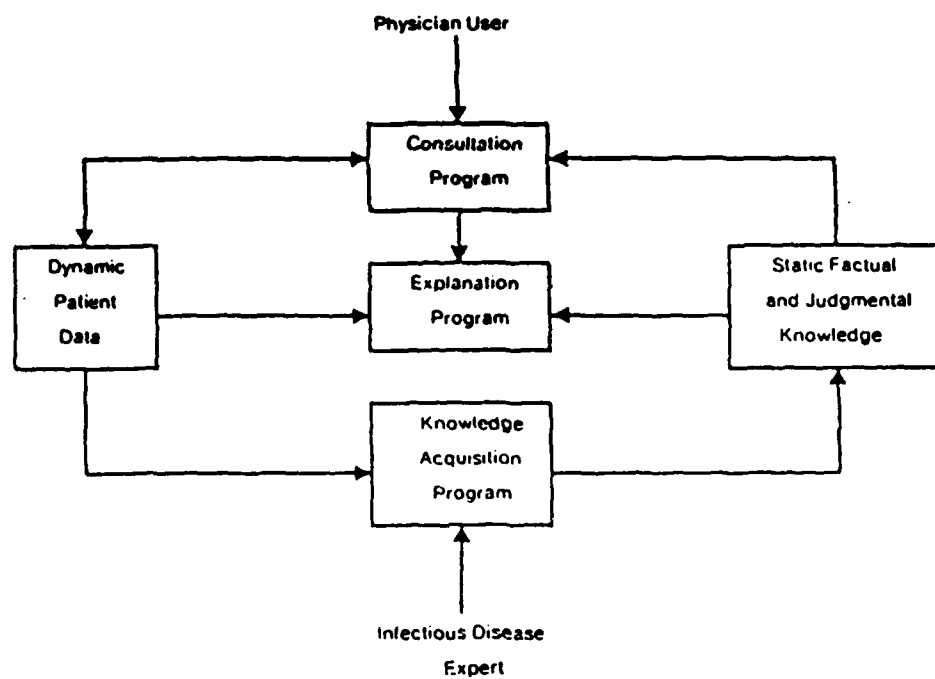 Physician User
Consultation
Program
Dynamic
Patient
Data
Explanation
Program
Static Factual
and Judgmental
Knowledge
Knowledge
Acquisition
Program
Infectious Disease
Expert